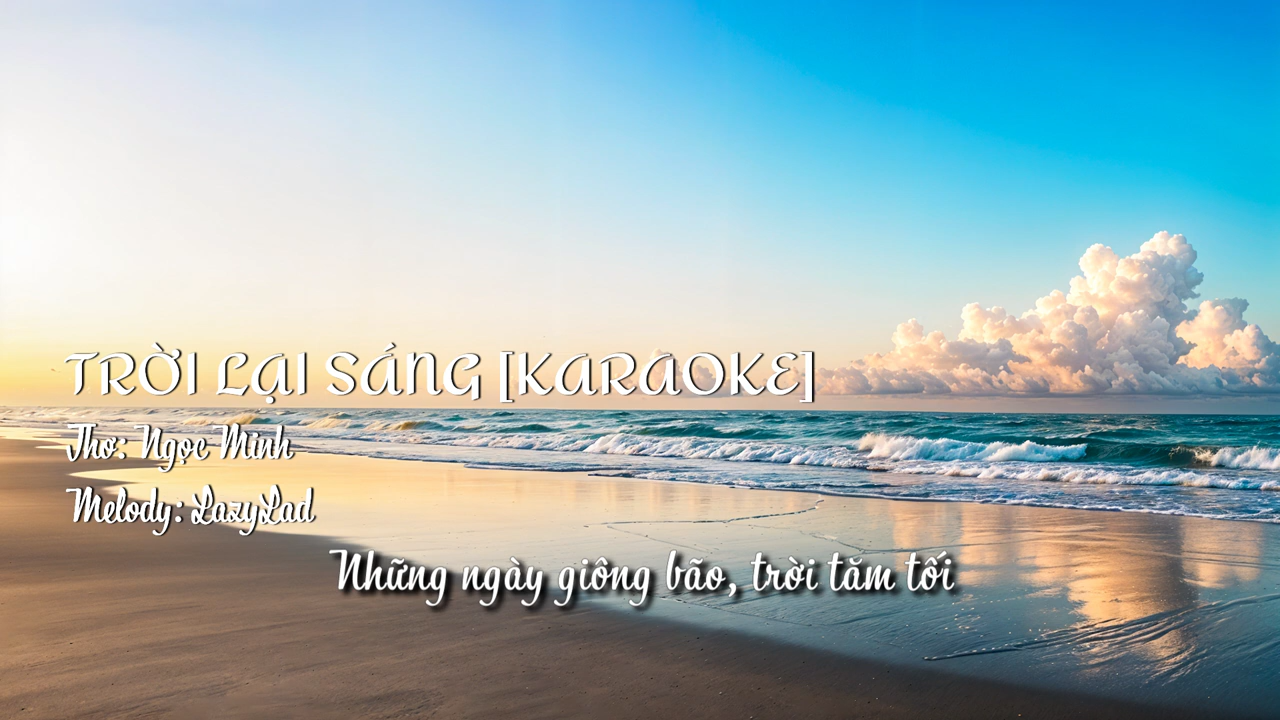 TRỜI LẠI SÁNG [KARAOKE]
Thơ: Ngọc Minh
Melody: LazyLad
Những ngày giông bão, trời tăm tối